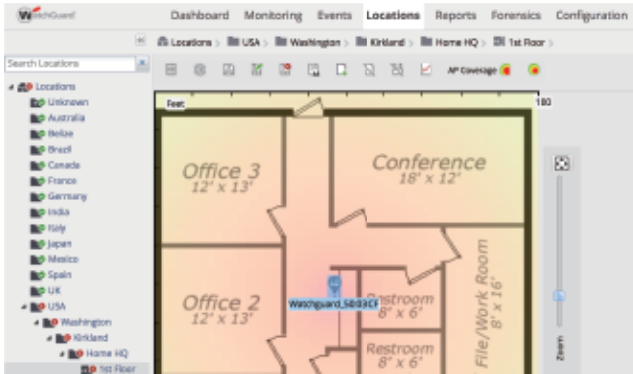 WatchGuard
Dashboard Monitoring Events Locations Reports Forensics Configuration
Locations > USA > Washington > Kirkland > Home HQ > 1st Floor >
Search Locations
AP Coverage
Locations
Unknown
Australia
Belize
Brazil
Canada
France
Germany
India
Italy
Japan
Mexico
Spain
UK
USA
Washington
Kirkland
Home HQ
1st Floor
Feet
100
Office 3
12' x 13'
Conference
18' x 12'
Office 2
12' x 13'
Restroom
8' x 6'
Restroom
8' x 6'
File/Work Room
8' x 16'
Zoom